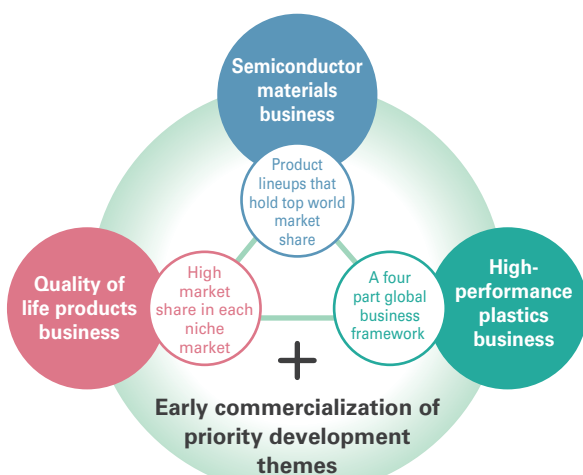 Semiconductor
materials
business
Product
lineups that
hold top world
market
share
Quality of
life products
business
High
market
share in each
niche
market
A four
part global
business
framework
High-
performance
plastics
business
+
Early commercialization of
priority development
themes